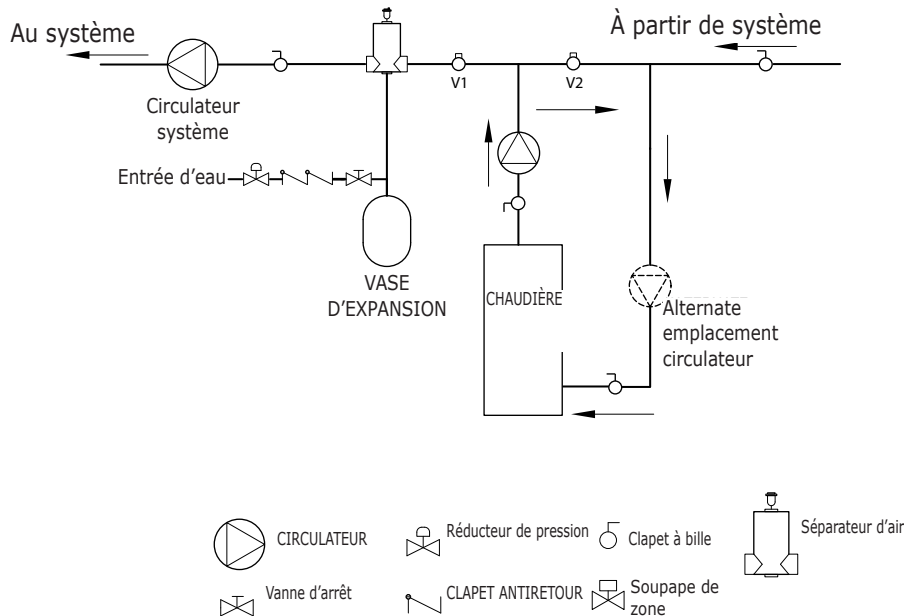 Au système
À partir de système
V1
V2
Circulateur
système
Entrée d'eau
VASE
D'EXPANSION
CHAUDIÈRE
Alternate
emplacement
circulateur
CIRCULATEUR
Réducteur de pression
Clapet à bille
Séparateur d'air
Vanne d'arrêt
CLAPET ANTIRETOUR
Soupape de
zone